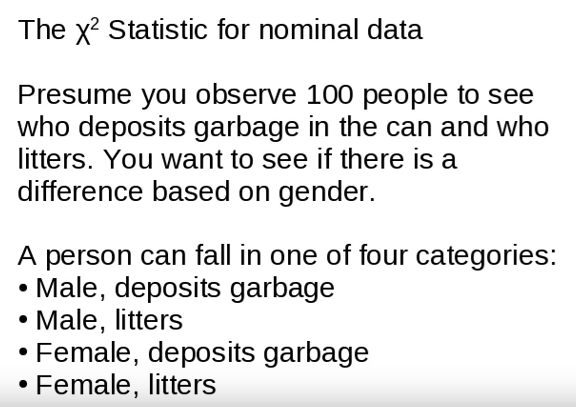 The χ² Statistic for nominal data
Presume you observe 100 people to see
who deposits garbage in the can and who
litters. You want to see if there is a
difference based on gender.
A person can fall in one of four categories:
• Male, deposits garbage
• Male, litters
• Female, deposits garbage
• Female, litters